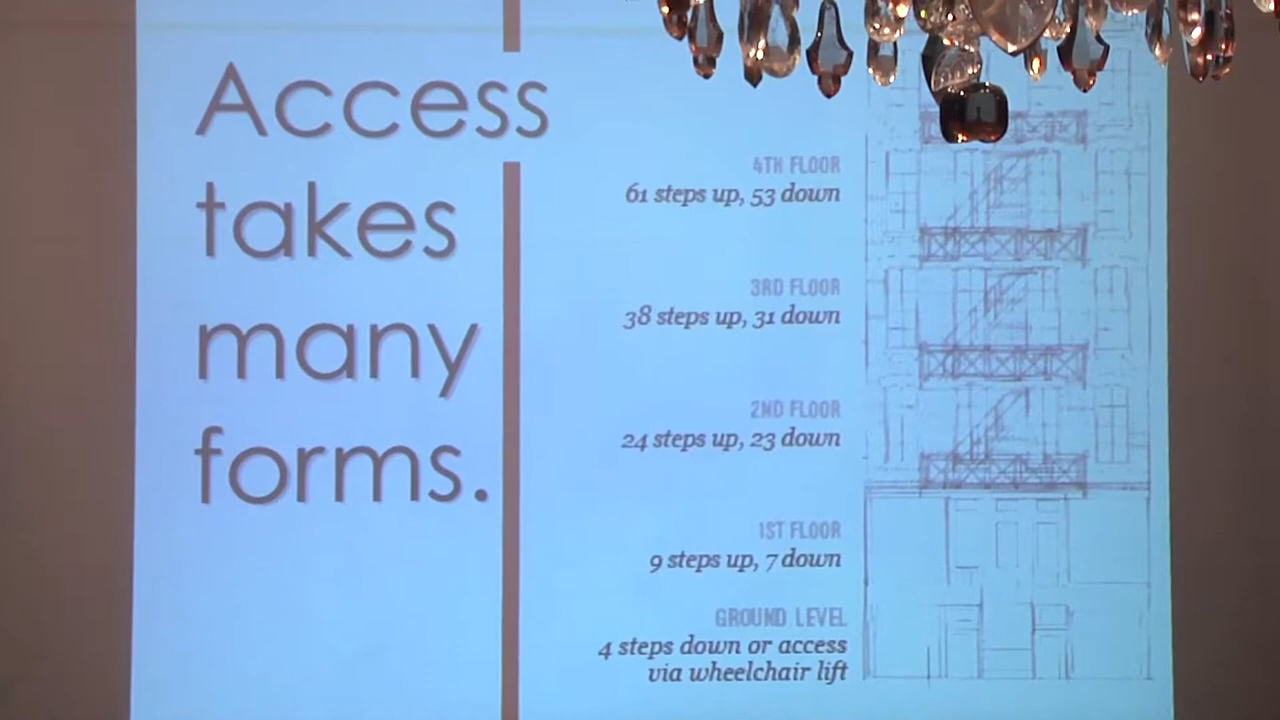 Access
takes
many
forms.
4TH FLOOR
61 steps up, 53 down
3RD FLOOR
38 steps up, 31 down
2ND FLOOR
24 steps up, 23 down
1ST FLOOR
9 steps up, 7 down
GROUND LEVEL
4 steps down or access
via wheelchair lift